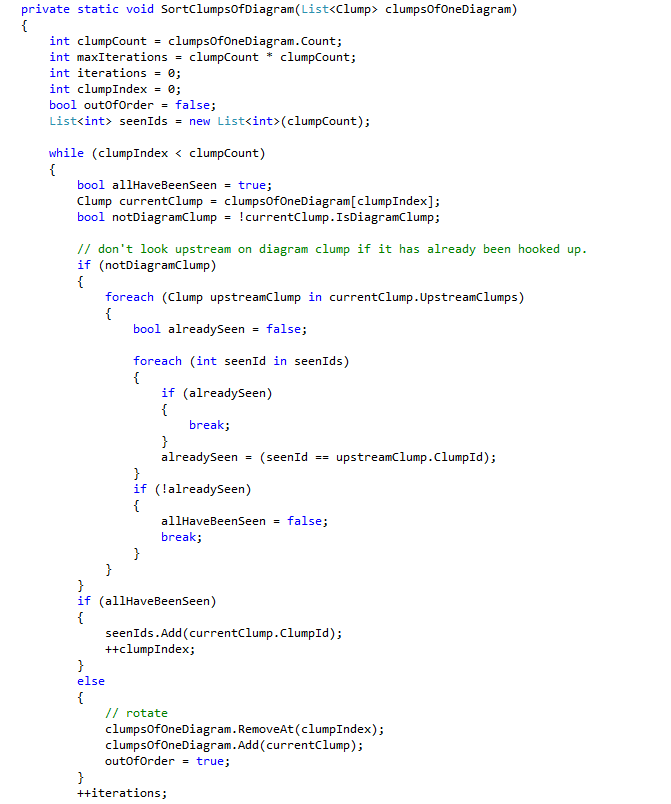 private static void SortClumpsOfDiagram(List<Clump> clumpsOfOneDiagram)
{
    int clumpCount = clumpsOfOneDiagram.Count;
    int maxIterations = clumpCount * clumpCount;
    int iterations = 0;
    int clumpIndex = 0;
    bool outOfOrder = false;
    List<int> seenIds = new List<int>(clumpCount);

    while (clumpIndex < clumpCount)
    {
        bool allHaveBeenSeen = true;
        Clump currentClump = clumpsOfOneDiagram[clumpIndex];
        bool notDiagramClump = !currentClump.IsDiagramClump;

        // don't look upstream on diagram clump if it has already been hooked up.
        if (notDiagramClump)
        {
            foreach (Clump upstreamClump in currentClump.UpstreamClumps)
            {
                bool alreadySeen = false;

                foreach (int seenId in seenIds)
                {
                    if (alreadySeen)
                    {
                        break;
                    }
                    alreadySeen = (seenId == upstreamClump.ClumpId);
                }
                if (!alreadySeen)
                {
                    allHaveBeenSeen = false;
                    break;
                }
            }
        }
        if (allHaveBeenSeen)
        {
            seenIds.Add(currentClump.ClumpId);
            ++clumpIndex;
        }
        else
        {
            // rotate
            clumpsOfOneDiagram.RemoveAt(clumpIndex);
            clumpsOfOneDiagram.Add(currentClump);
            outOfOrder = true;
        }
        ++iterations;